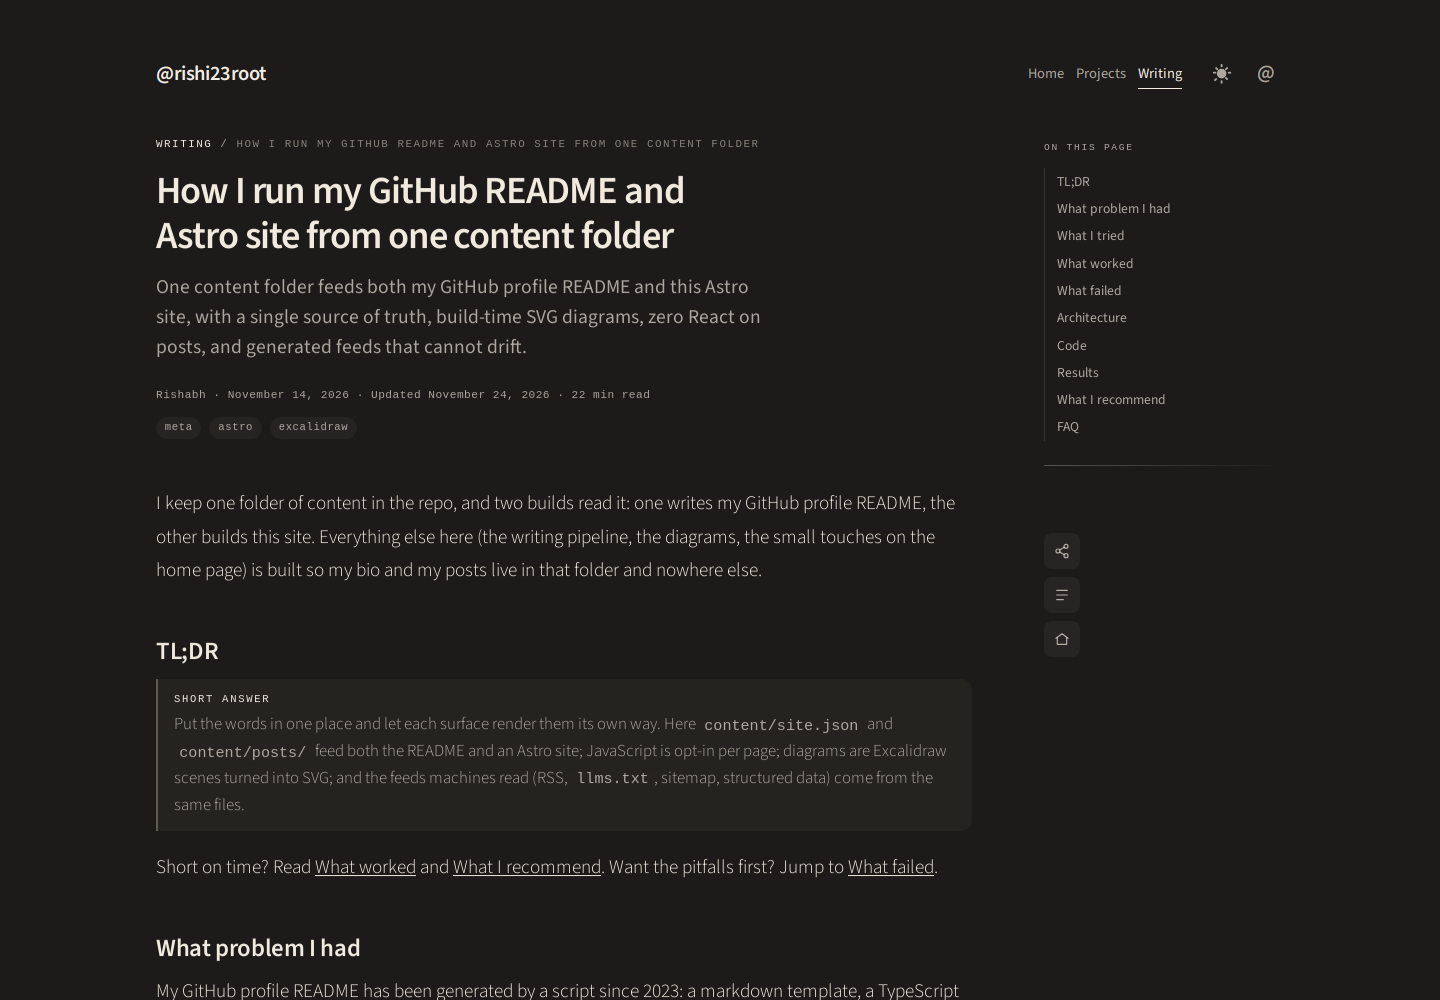 @rishi23root
Home Projects Writing @
WRITING / HOW I RUN MY GITHUB README AND ASTRO SITE FROM ONE CONTENT FOLDER
How I run my GitHub README and
Astro site from one content folder
One content folder feeds both my GitHub profile README and this Astro
site, with a single source of truth, build-time SVG diagrams, zero React on
posts, and generated feeds that cannot drift.
Rishabh · November 14, 2026 · Updated November 24, 2026 · 22 min read
meta astro excalidraw
I keep one folder of content in the repo, and two builds read it: one writes my GitHub profile README, the
other builds this site. Everything else here (the writing pipeline, the diagrams, the small touches on the
home page) is built so my bio and my posts live in that folder and nowhere else.
TL;DR
SHORT ANSWER
Put the words in one place and let each surface render them its own way. Here content/site.json and
content/posts/ feed both the README and an Astro site; JavaScript is opt-in per page; diagrams are Excalidraw
scenes turned into SVG; and the feeds machines read (RSS, llms.txt , sitemap, structured data) come from the
same files.
Short on time? Read What worked and What I recommend. Want the pitfalls first? Jump to What failed.
What problem I had
My GitHub profile README has been generated by a script since 2023: a markdown template, a TypeScript
ON THIS PAGE
TL;DR
What problem I had
What I tried
What worked
What failed
Architecture
Code
Results
What I recommend
FAQ